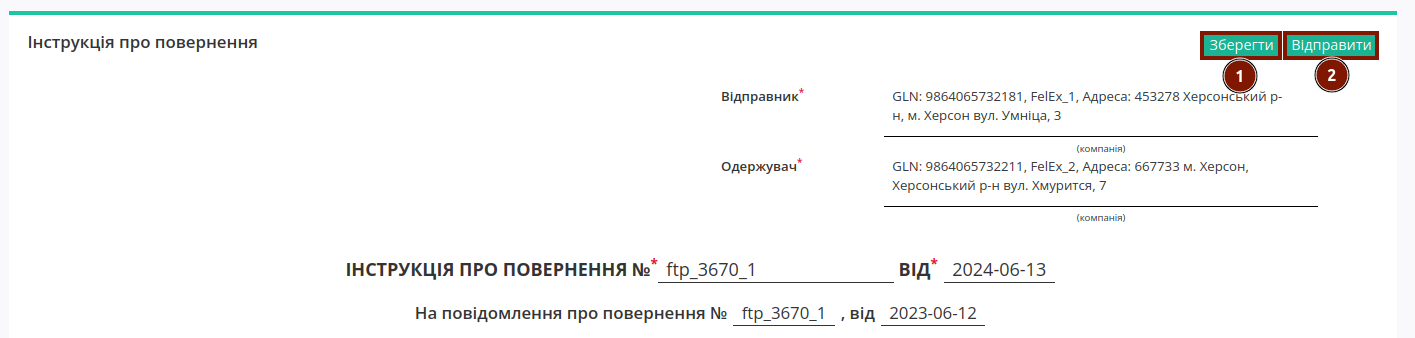 Інструкція про повернення
Зберегти Відправити
1 2
Відправник* GLN: 9864065732181, FelEx_1, Адреса: 453278 Херсонський р-
н, м. Херсон вул. Умніца, 3
(компанія)
Одержувач* GLN: 9864065732211, FelEx_2, Адреса: 667733 м. Херсон,
Херсонський р-н вул. Хмурится, 7
(компанія)
ІНСТРУКЦІЯ ПРО ПОВЕРНЕННЯ №* ftp_3670_1 ВІД* 2024-06-13
На повідомлення про повернення № ftp_3670_1 , від 2023-06-12